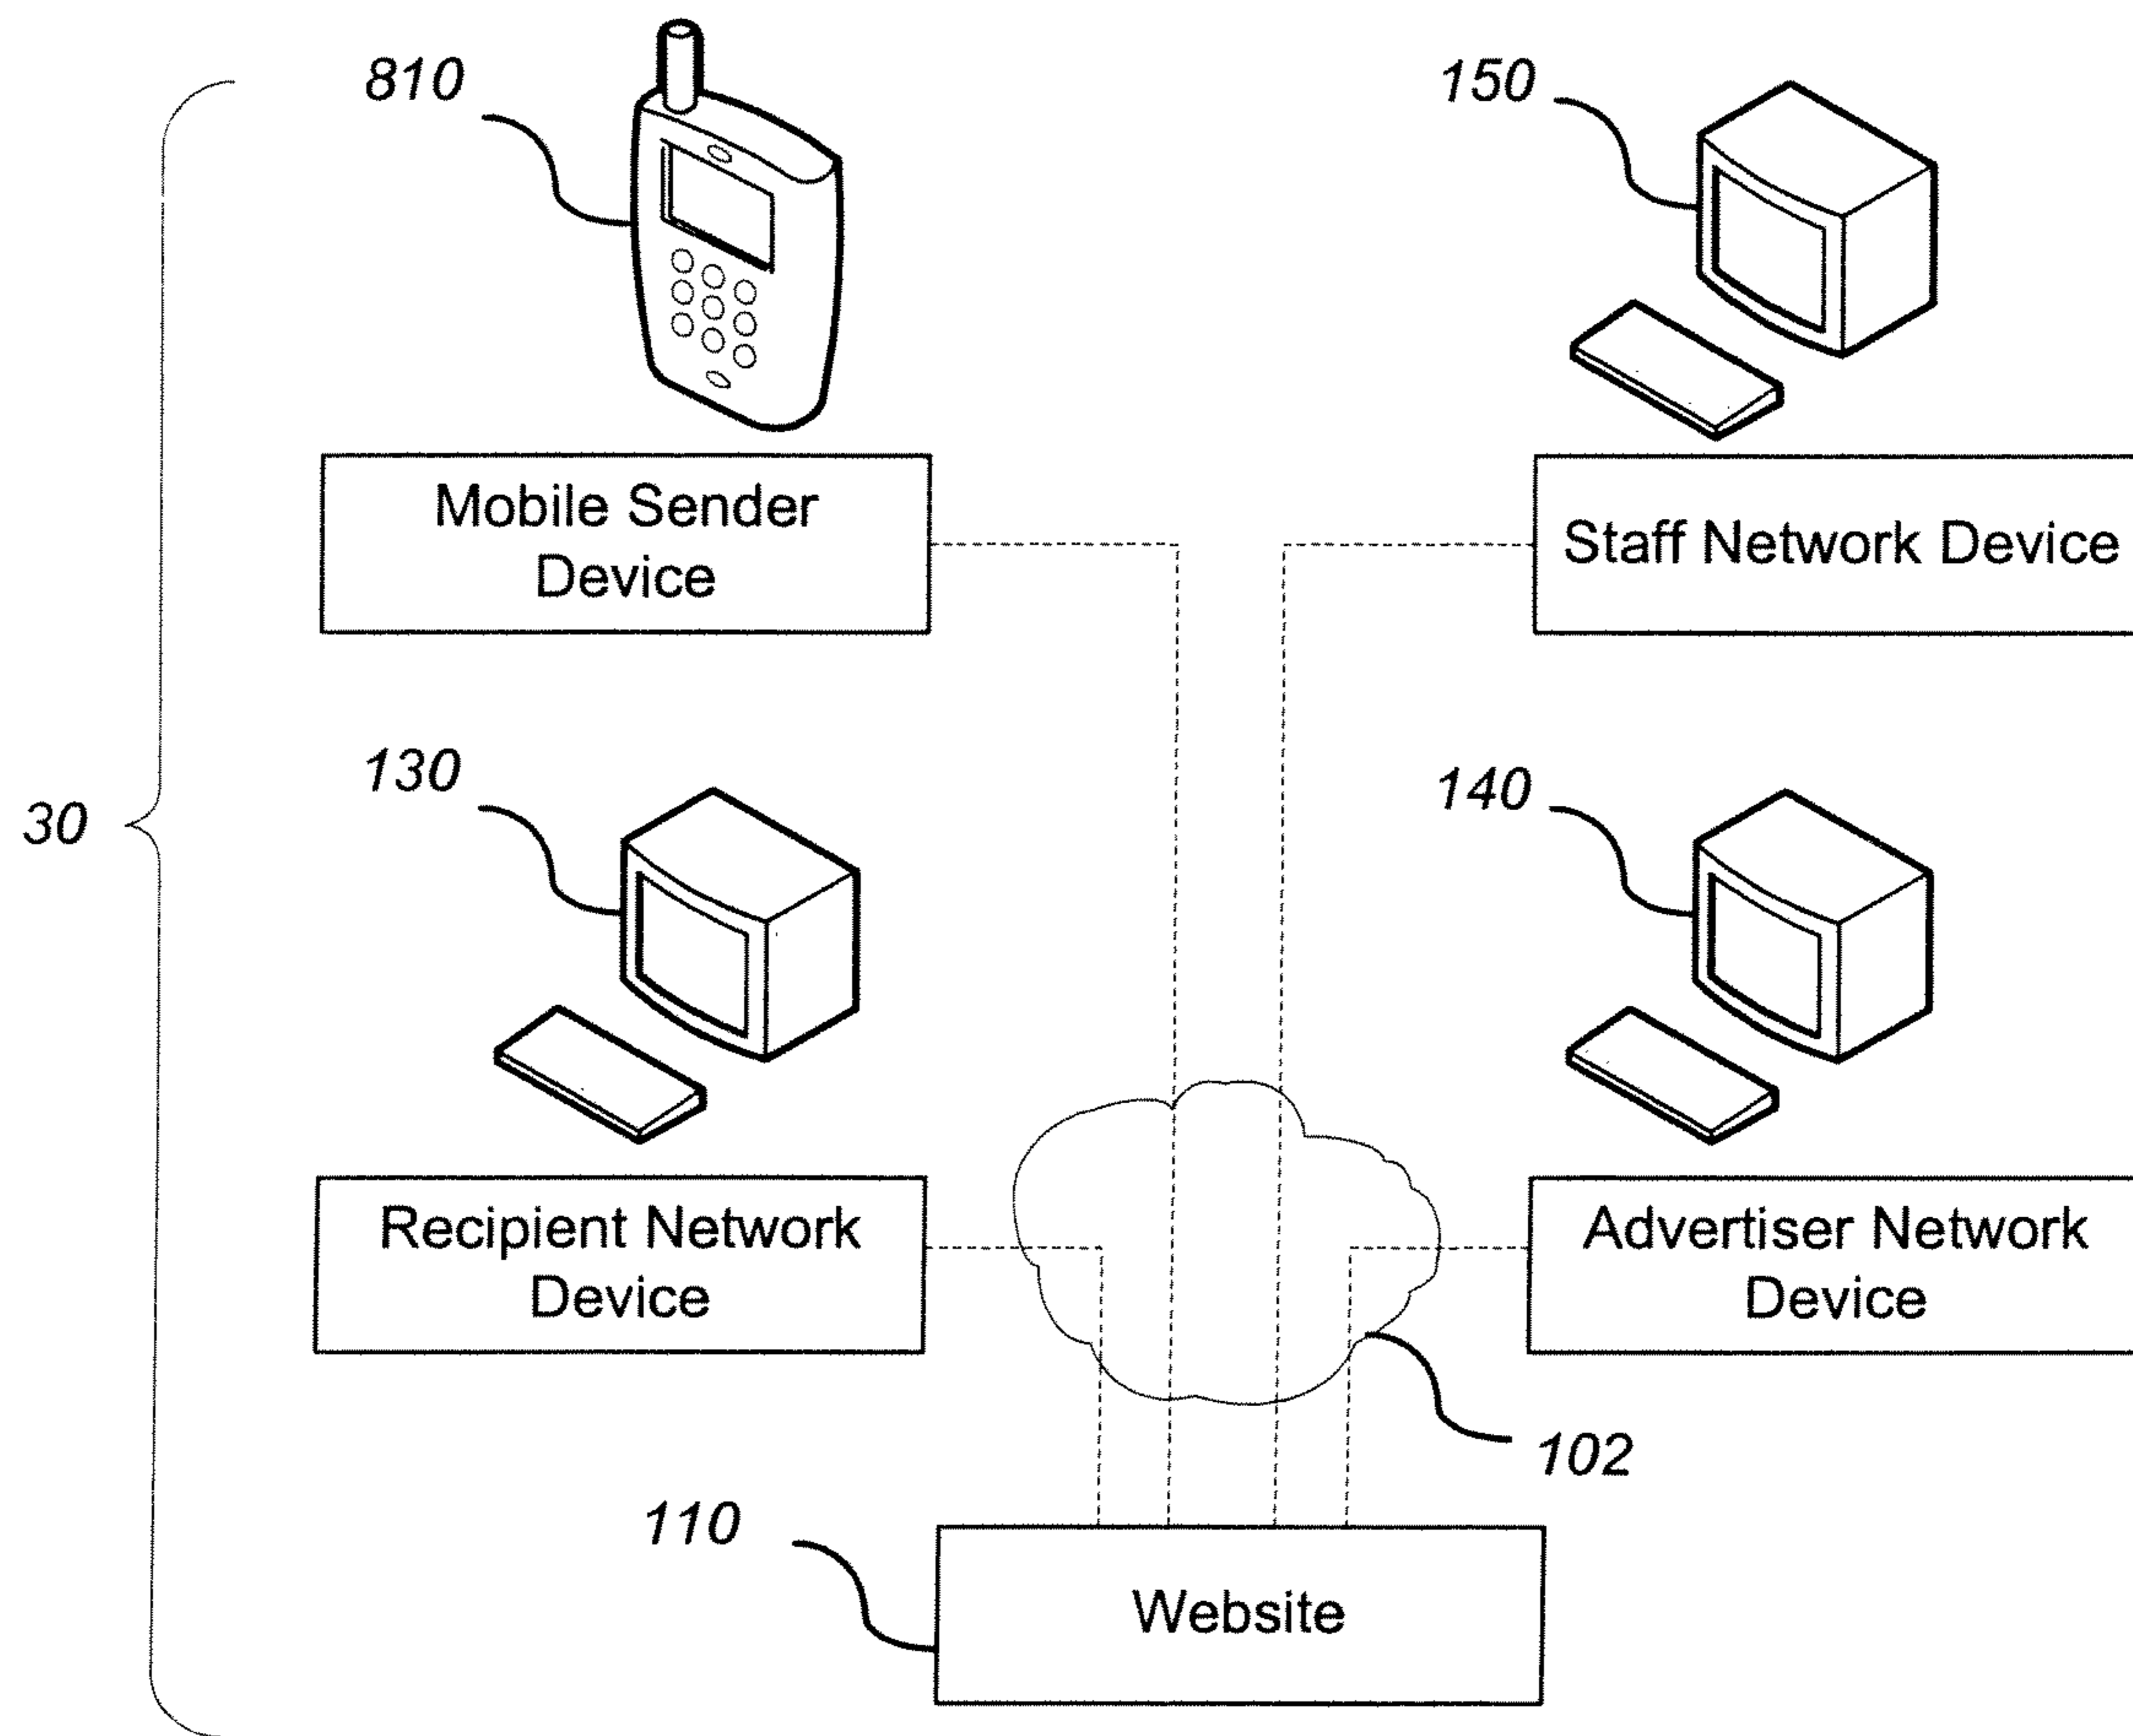 810
150
Mobile Sender
Device
Staff Network Device
130
140
30
Recipient Network
Device
Advertiser Network
Device
102
110
Website